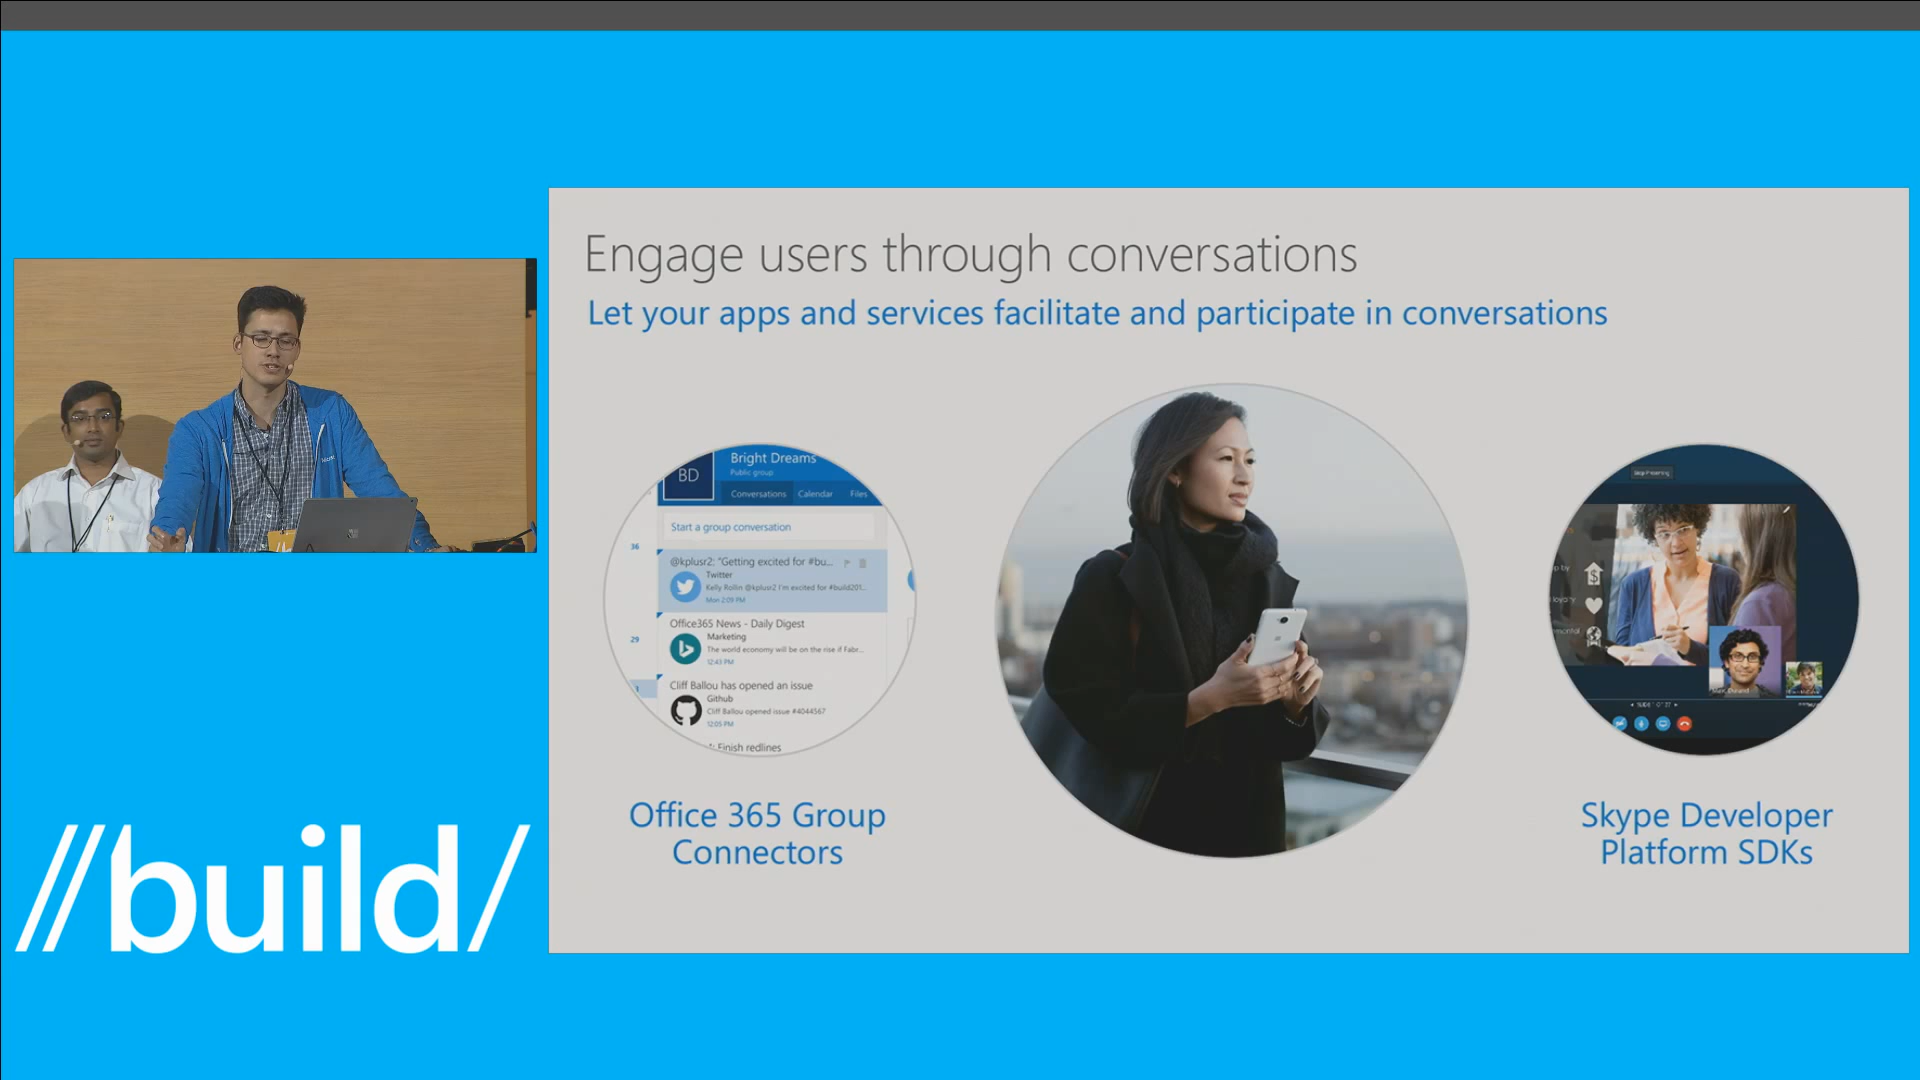 Engage users through conversations
Let your apps and services facilitate and participate in conversations
BD
Bright Dreams
Public group
Conversations Calendar Files
Start a group conversation
36
@kplusr2: "Getting excited for #bu...
Twitter
Kelly Rollin @kplusr2 I'm excited for #build201...
Mon 2:09 PM
Office365 News - Daily Digest
29
Marketing
The world economy will be on the rise if Fabr...
12:43 PM
Cliff Ballou has opened an issue
Github
Cliff Ballou opened issue #4044567
12:05 PM
Finish redlines
Office 365 Group
Connectors
Skype Developer
Platform SDKs
//build/